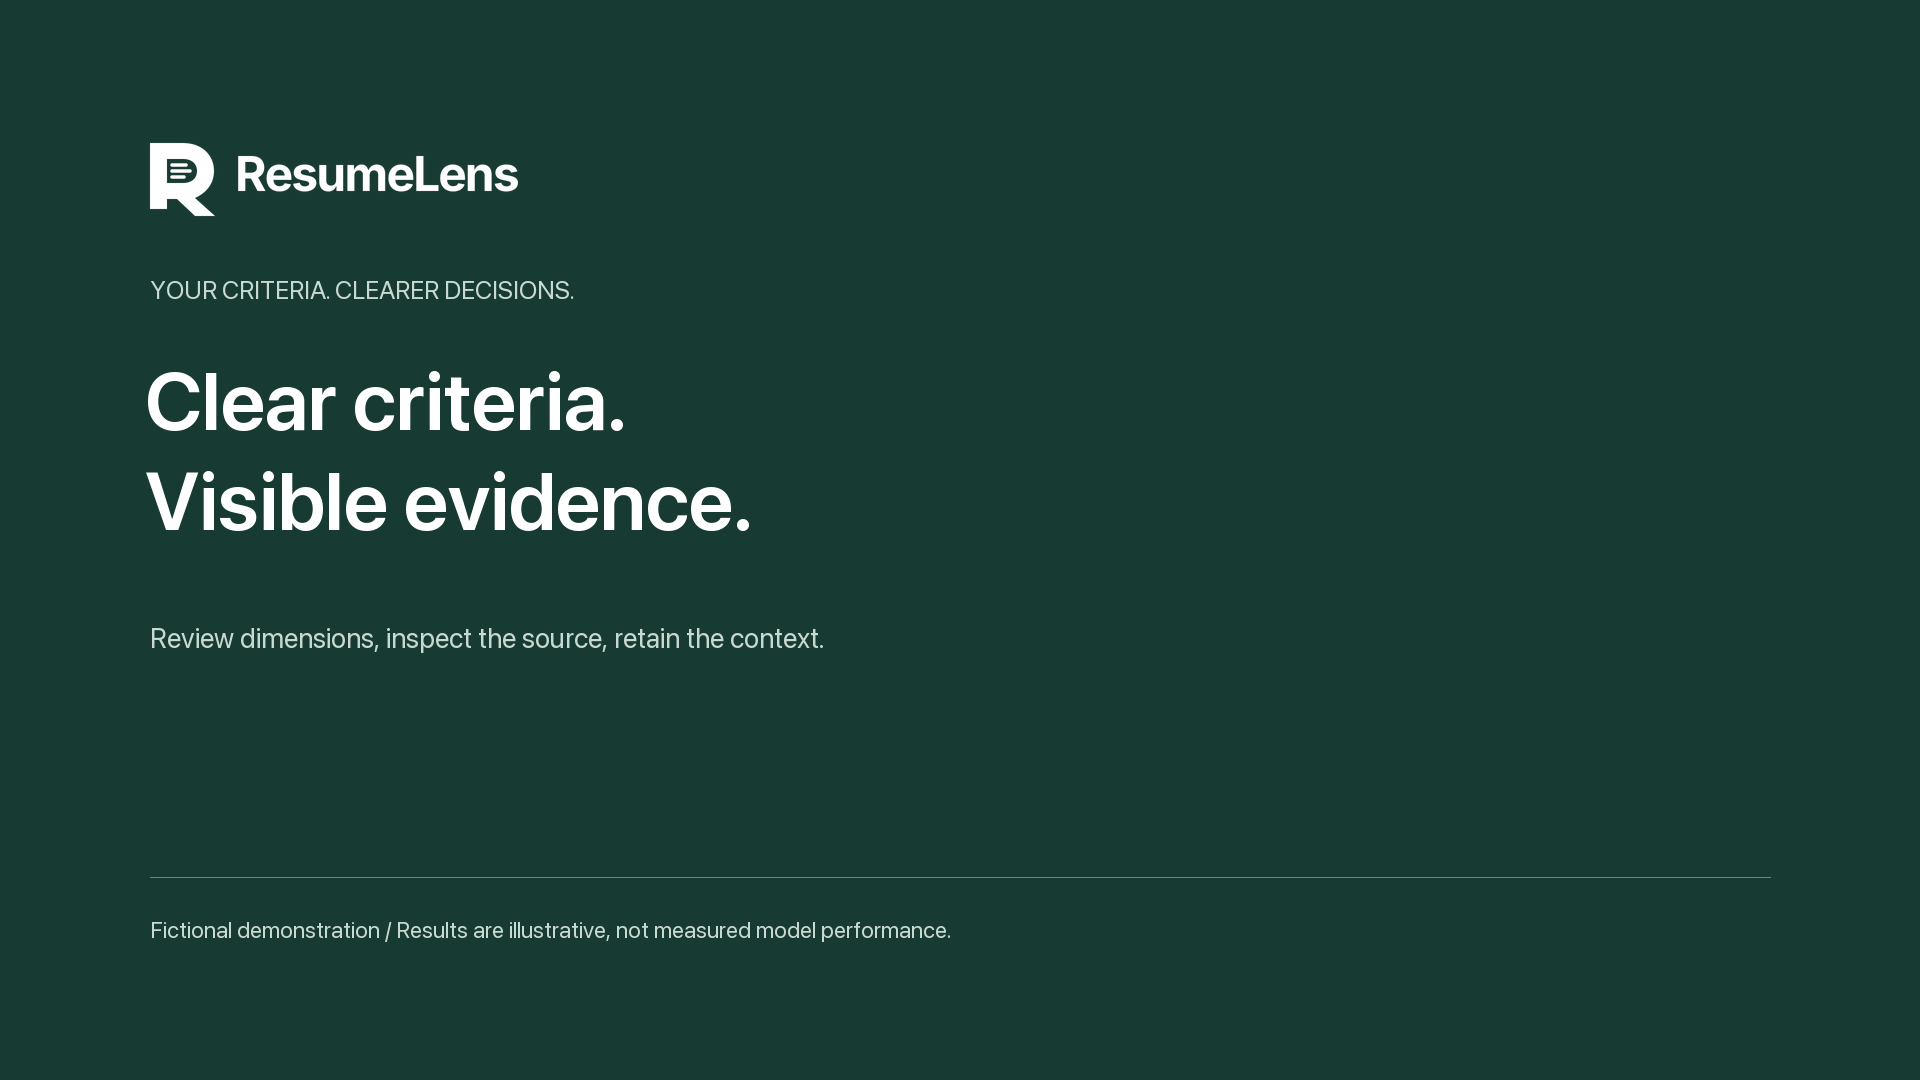 ResumeLens
YOUR CRITERIA. CLEARER DECISIONS.
Clear criteria.
Visible evidence.
Review dimensions, inspect the source, retain the context.
Fictional demonstration / Results are illustrative, not measured model performance.